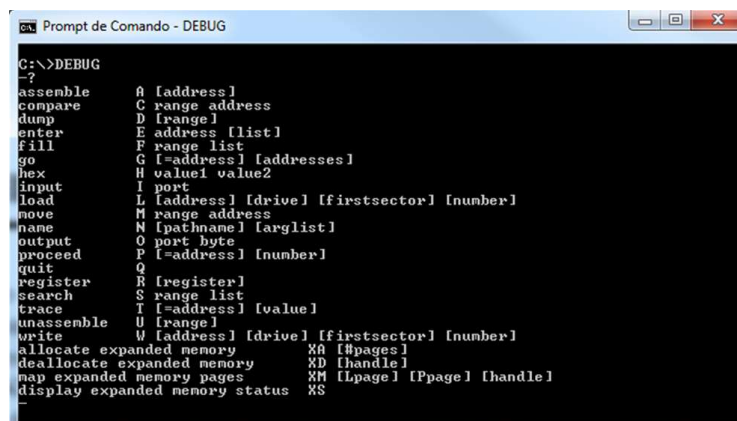 Prompt de Comando - DEBUG
C:\>DEBUG
-?
assemble A [address]
compare C range address
dump D [range]
enter E address [list]
fill F range list
go G [=address] [addresses]
hex H value1 value2
input I port
load L [address] [drive] [firstsector] [number]
move M range address
name N [pathname] [arglist]
output O port byte
proceed P [=address] [number]
quit Q
register R [register]
search S range list
trace T [=address] [value]
unassemble U [range]
write W [address] [drive] [firstsector] [number]
allocate expanded memory XA [#pages]
deallocate expanded memory XD [handle]
map expanded memory pages XM [Lpage] [Ppage] [handle]
display expanded memory status XS
-